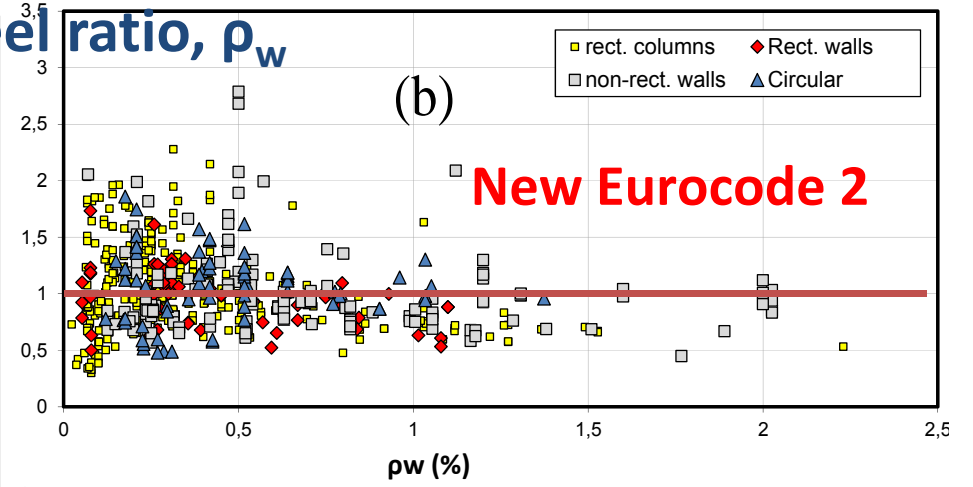 el ratio, ρw
3,5
3
2,5
2
1,5
1
0,5
0
rect. columns
Rect. walls
non-rect. walls
Circular
(b)
New Eurocode 2
0
0,5
1
1,5
2
2,5
ρw (%)